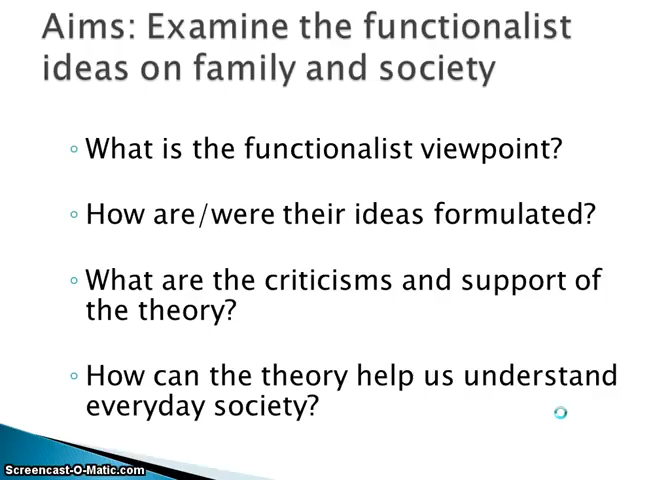 Aims: Examine the functionalist
ideas on family and society
What is the functionalist viewpoint?
How are/were their ideas formulated?
What are the criticisms and support of
the theory?
How can the theory help us understand
everyday society?
Screencast-O-Matic.com